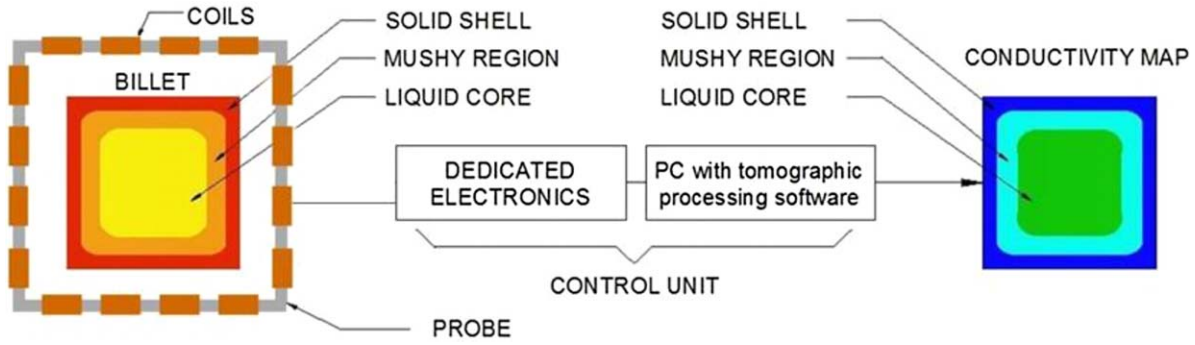 COILS
BILLET
SOLID SHELL
MUSHY REGION
LIQUID CORE
SOLID SHELL
MUSHY REGION
LIQUID CORE
CONDUCTIVITY MAP
DEDICATED
ELECTRONICS
PC with tomographic
processing software
CONTROL UNIT
PROBE